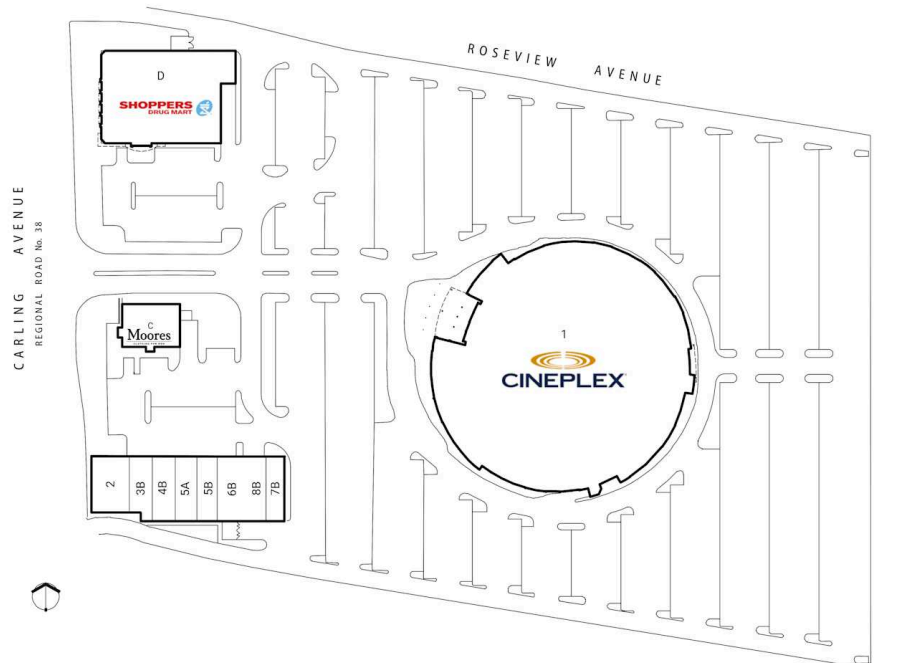 ROSEVIEW AVENUE
D
SHOPPERS
DRUG MART
CARLING AVENUE
REGIONAL ROAD No. 38
C
Moores
1
CINEPLEX
2
3B
4B
5A
5B
6B
8B
7B